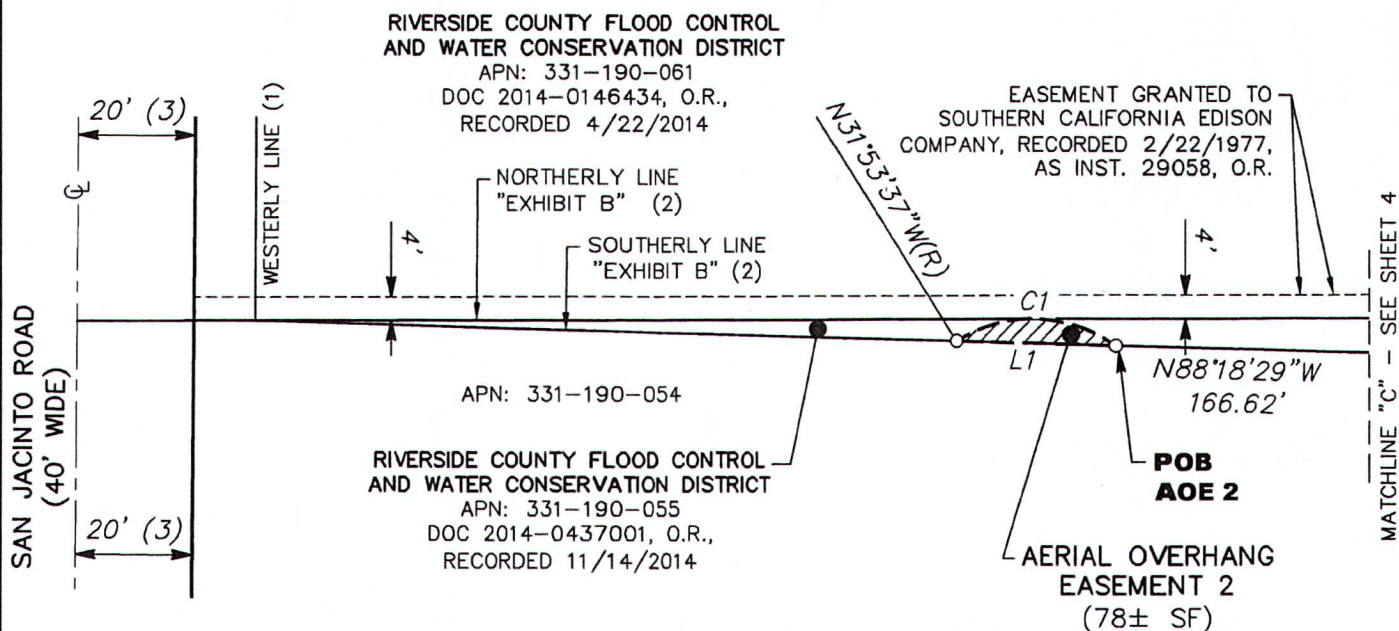 RIVERSIDE COUNTY FLOOD CONTROL
AND WATER CONSERVATION DISTRICT
APN: 331-190-061
DOC 2014-0146434, O.R.,
RECORDED 4/22/2014
20' (3)
WESTERLY LINE (1)
EASEMENT GRANTED TO
SOUTHERN CALIFORNIA EDISON
COMPANY, RECORDED 2/22/1977,
AS INST. 29058, O.R.
N31°53'37"W(R)
NORTHERLY LINE
"EXHIBIT B" (2)
4'
SOUTHERLY LINE
"EXHIBIT B" (2)
4'
C1
L1
N88°18'29"W
166.62'
MATCHLINE "C" - SEE SHEET 4
SAN JACINTO ROAD
(40' WIDE)
APN: 331-190-054
RIVERSIDE COUNTY FLOOD CONTROL
AND WATER CONSERVATION DISTRICT
APN: 331-190-055
DOC 2014-0437001, O.R.,
RECORDED 11/14/2014
POB
AOE 2
20' (3)
AERIAL OVERHANG
EASEMENT 2
(78± SF)